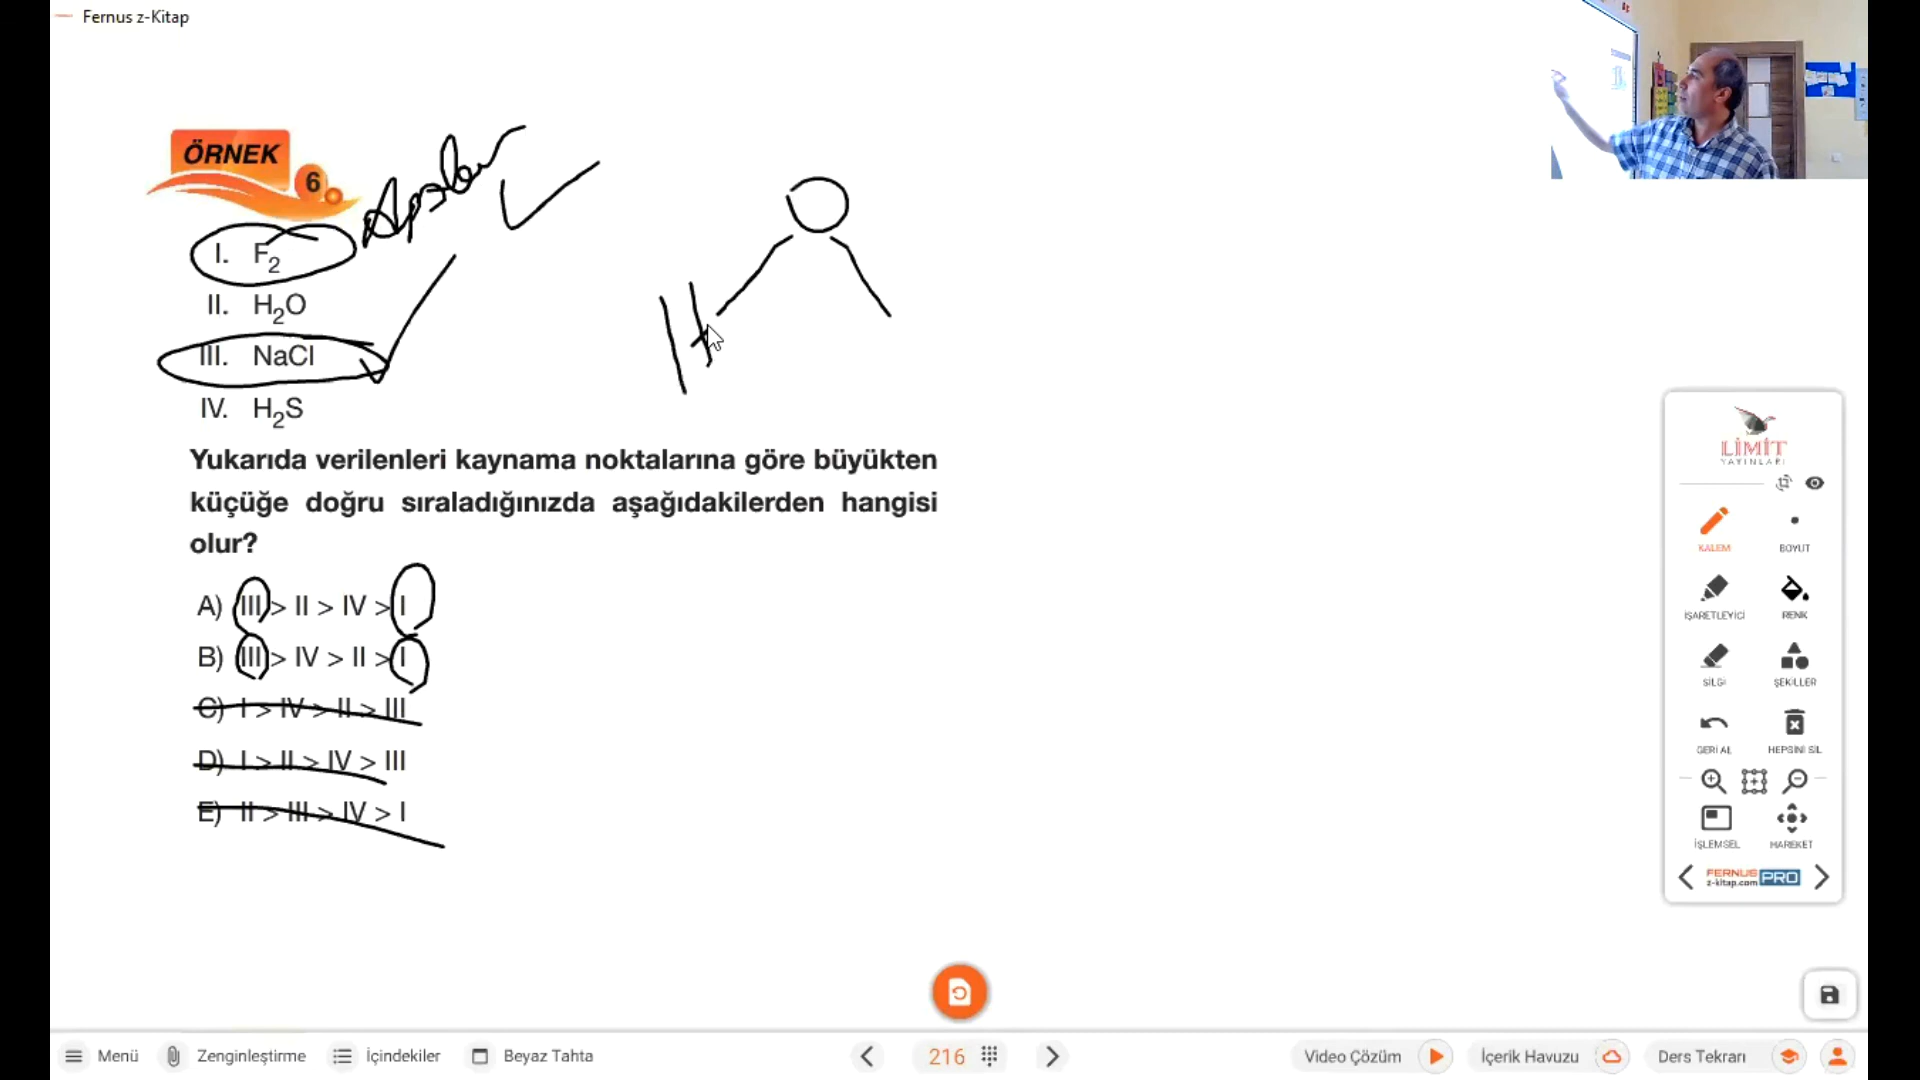 Fernus z-Kitap
ÖRNEK
6
I. F2
II. H2O
III. NaCl
IV. H2S
Yukarıda verilenleri kaynama noktalarına göre büyükten
küçüğe doğru sıraladığınızda aşağıdakilerden hangisi
olur?
A) III > II > IV > I
B) III > IV > II > I
C) I > IV > II > III
D) I > II > IV > III
E) II > III > IV > I
O
H
LİMİT
YAYINLARI
KALEM
BOYUT
İŞARETLEYİCİ
RENK
SİLGİ
ŞEKİLLER
GERİ AL
HEPSİNİ SİL
İŞLEMSEL
HAREKET
FERNUS
z-kitap.com
PRO
Menü
Zenginleştirme
İçindekiler
Beyaz Tahta
216
Video Çözüm
İçerik Havuzu
Ders Tekrarı